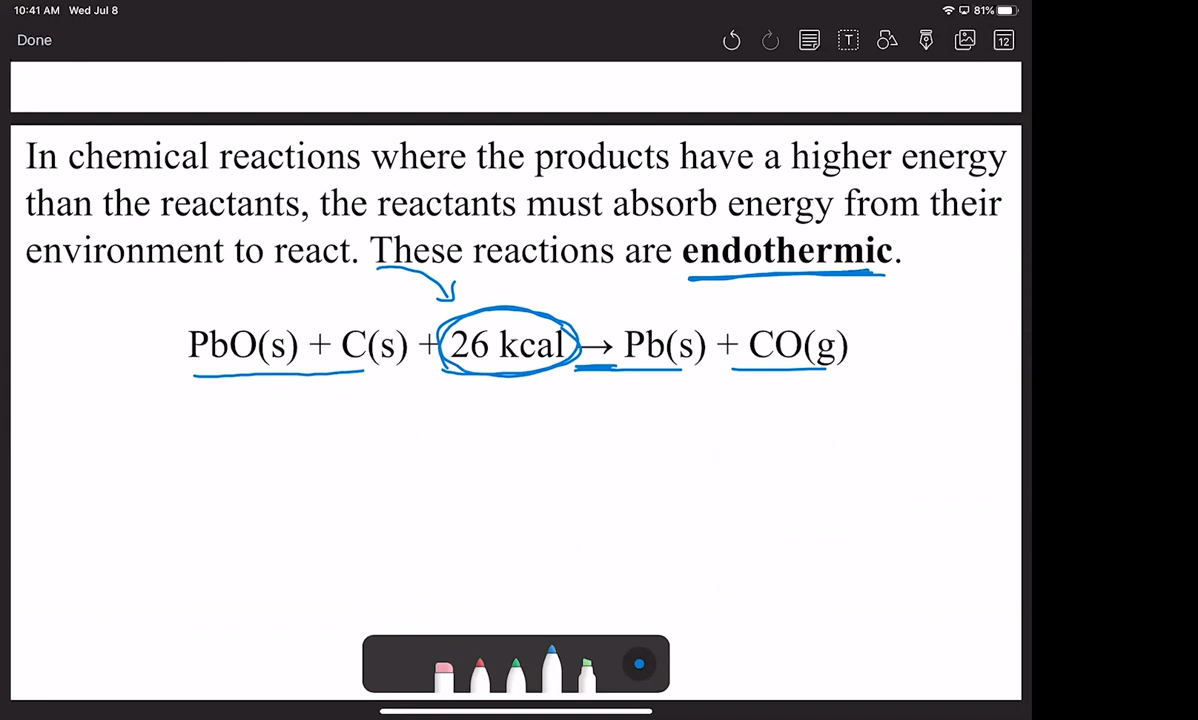 10:41 AM Wed Jul 8
81%
Done
T
12
In chemical reactions where the products have a higher energy
than the reactants, the reactants must absorb energy from their
environment to react. These reactions are endothermic.
PbO(s) + C(s) + 26 kcal → Pb(s) + CO(g)